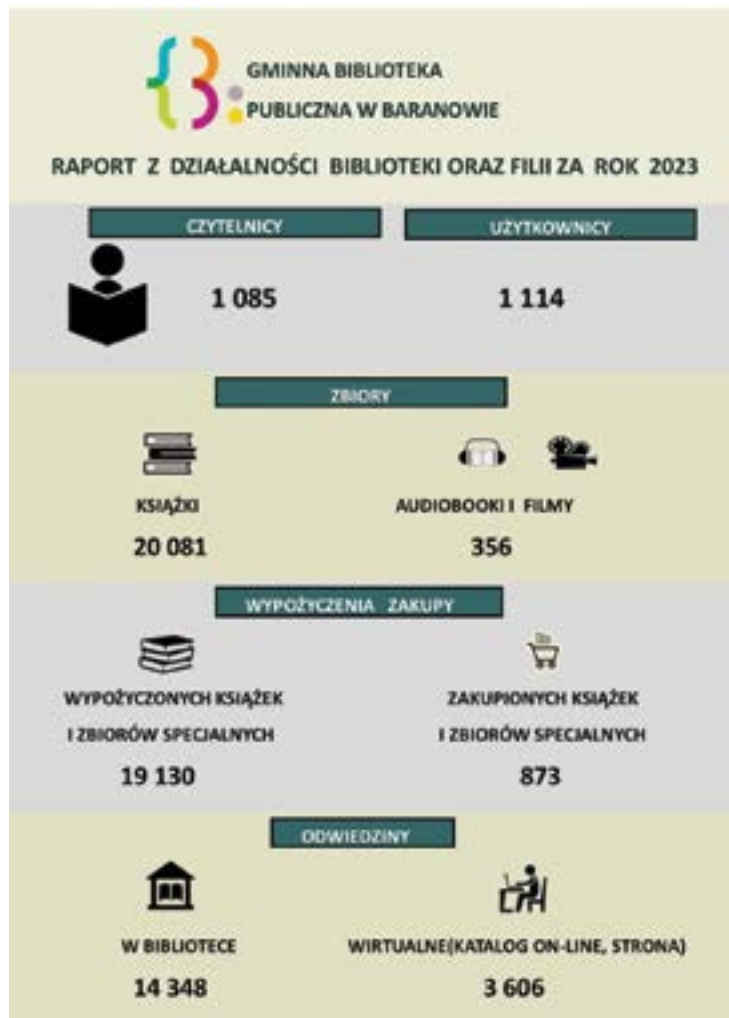 GMINNA BIBLIOTEKA
PUBLICZNA W BARANOWIE
RAPORT Z DZIAŁALNOŚCI BIBLIOTEKI ORAZ FILII ZA ROK 2023
CZYTELNICY
UŻYTKOWNICY
1 085
1 114
ZBIORY
KSIĄŻKI
AUDIOBOOKI I FILMY
20 081
356
WYPOŻYCZENIA ZAKUPY
WYPOŻYCZONYCH KSIĄŻEK
I ZBIORÓW SPECJALNYCH
19 130
ZAKUPIONYCH KSIĄŻEK
I ZBIORÓW SPECJALNYCH
873
ODWIEDZINY
W BIBLIOTECE
WIRTUALNE(KATALOG ON-LINE, STRONA)
14 348
3 606